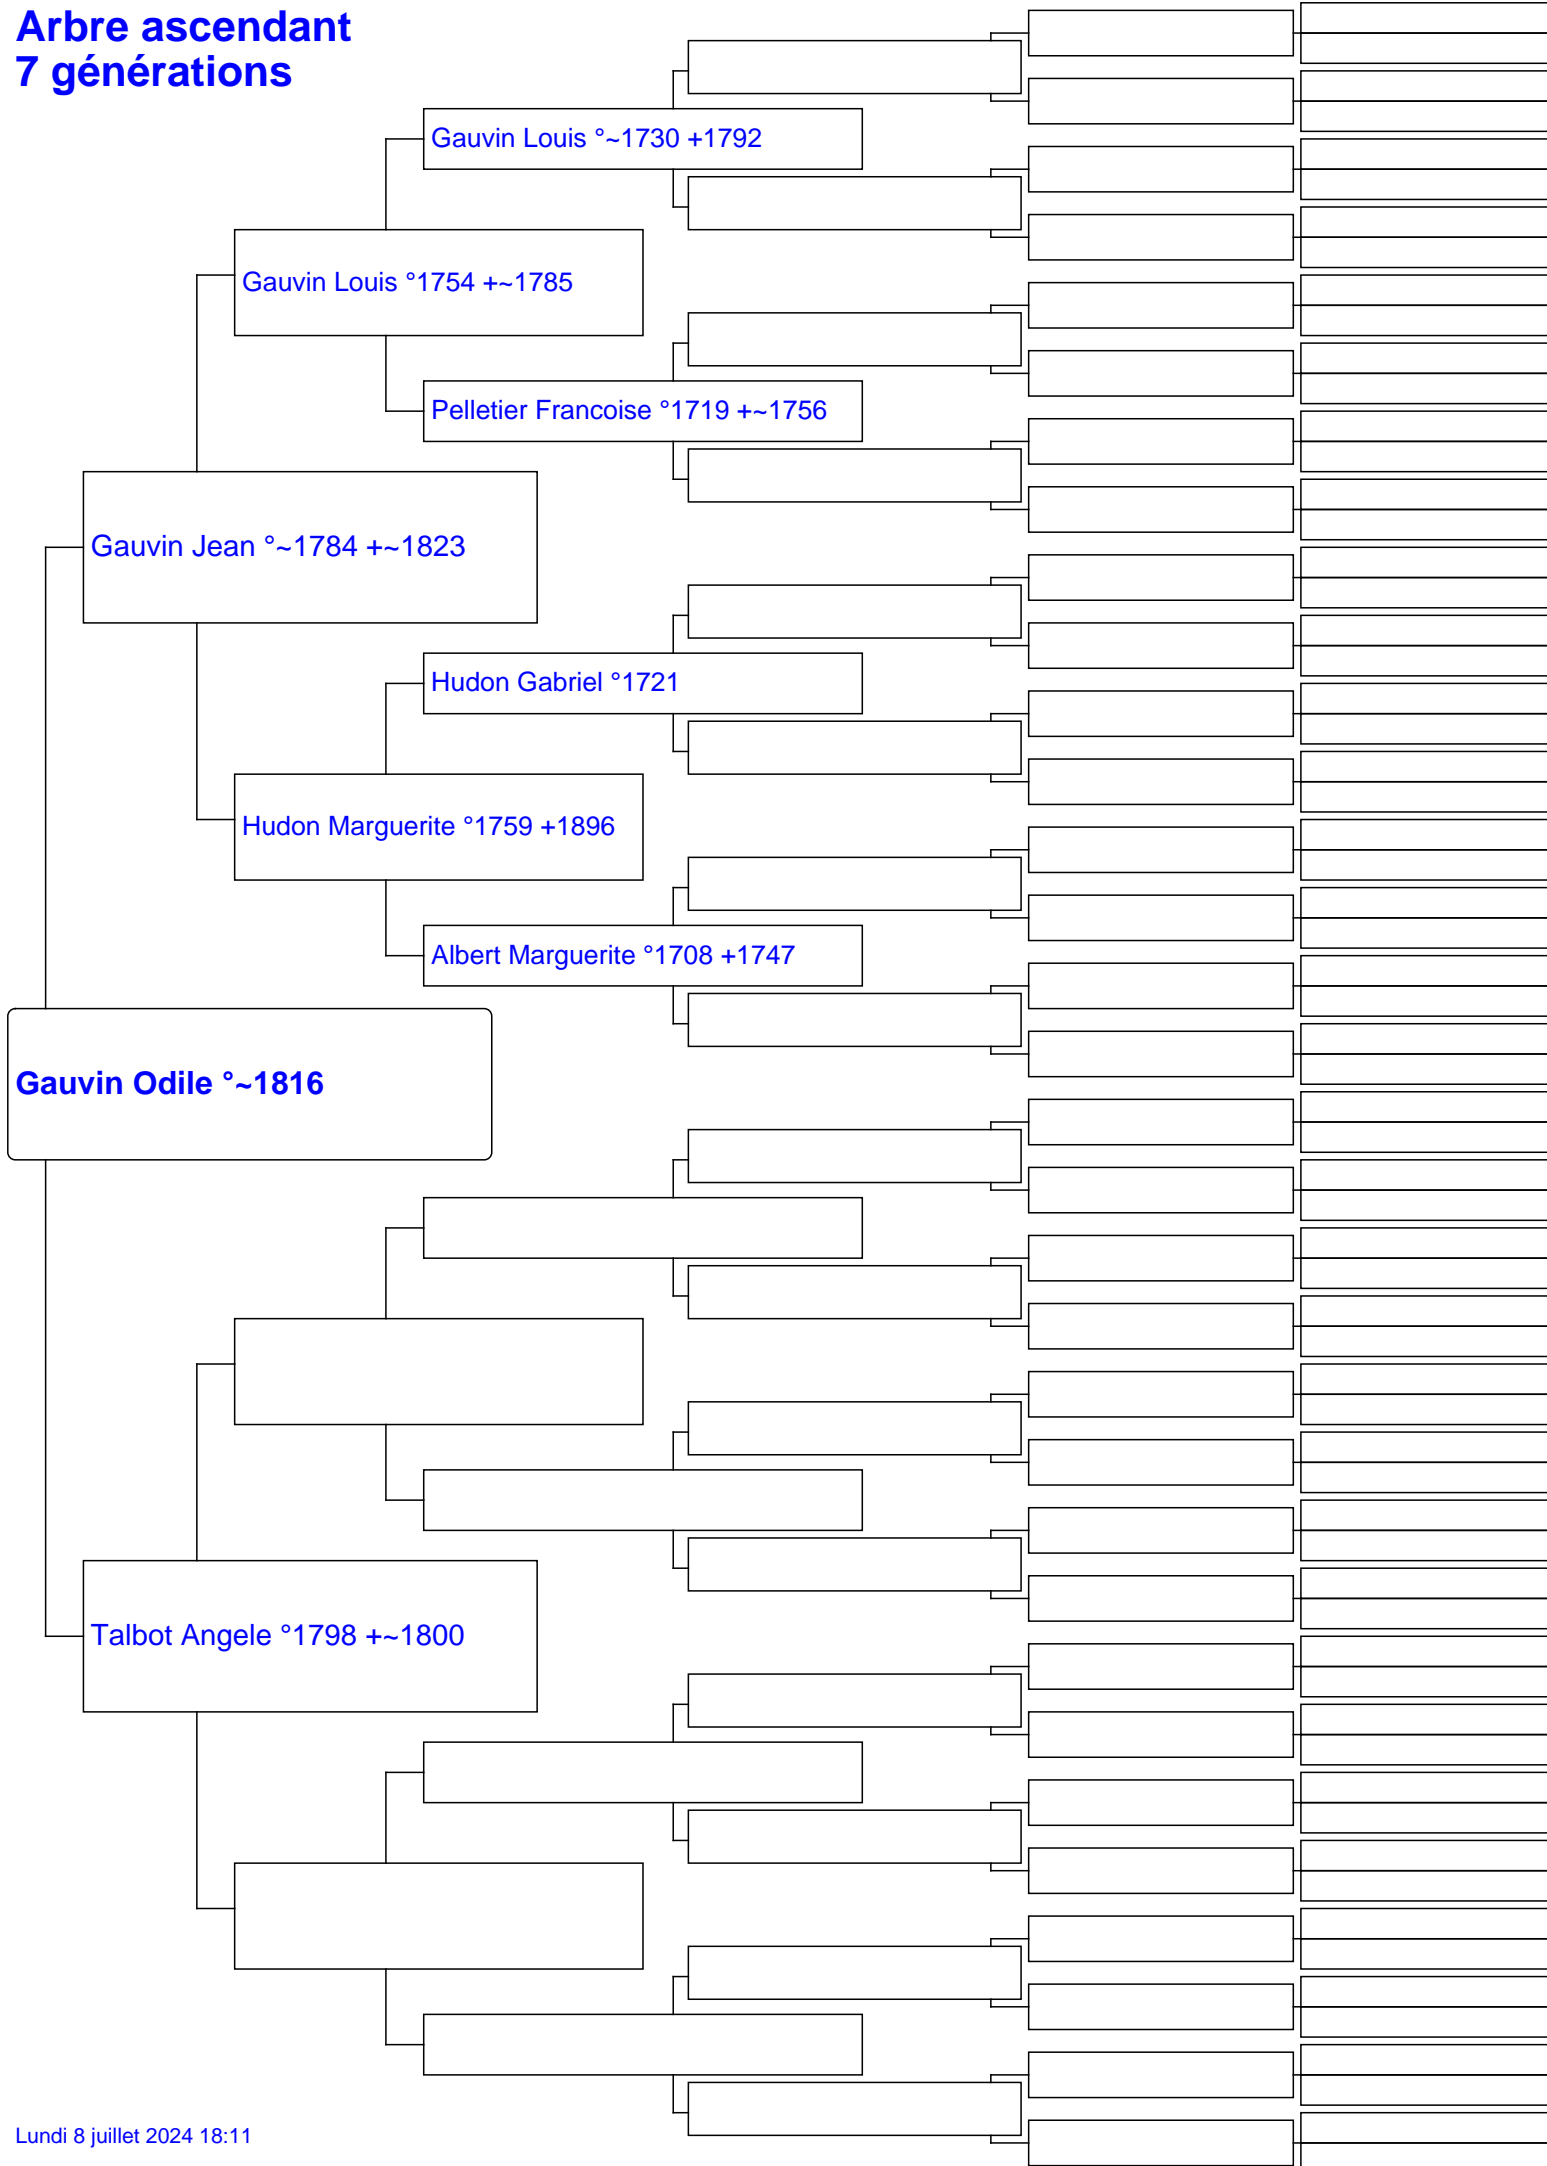 Arbre ascendant
7 générations
Gauvin Louis °~1730 +1792
Gauvin Louis °1754 +~1785
Pelletier Francoise °1719 +~1756
Gauvin Jean °~1784 +~1823
Hudon Gabriel °1721
Hudon Marguerite °1759 +1896
Albert Marguerite °1708 +1747
Gauvin Odile °~1816
Talbot Angele °1798 +~1800
Lundi 8 juillet 2024 18:11